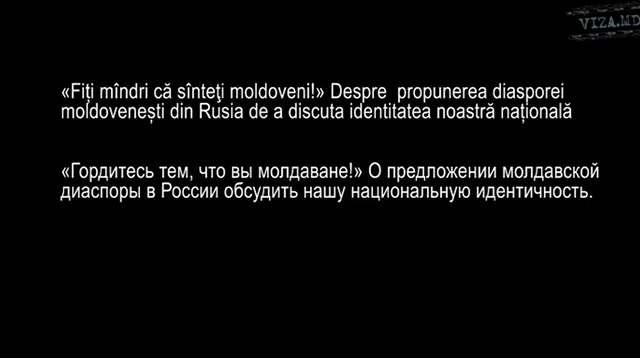 VIZA.MD
«Fiți mîndri că sînteţi moldoveni!» Despre propunerea diasporei
moldovenești din Rusia de a discuta identitatea noastră națională
«Гордитесь тем, что вы молдаване!» О предложении молдавской
диаспоры в России обсудить нашу национальную идентичность.